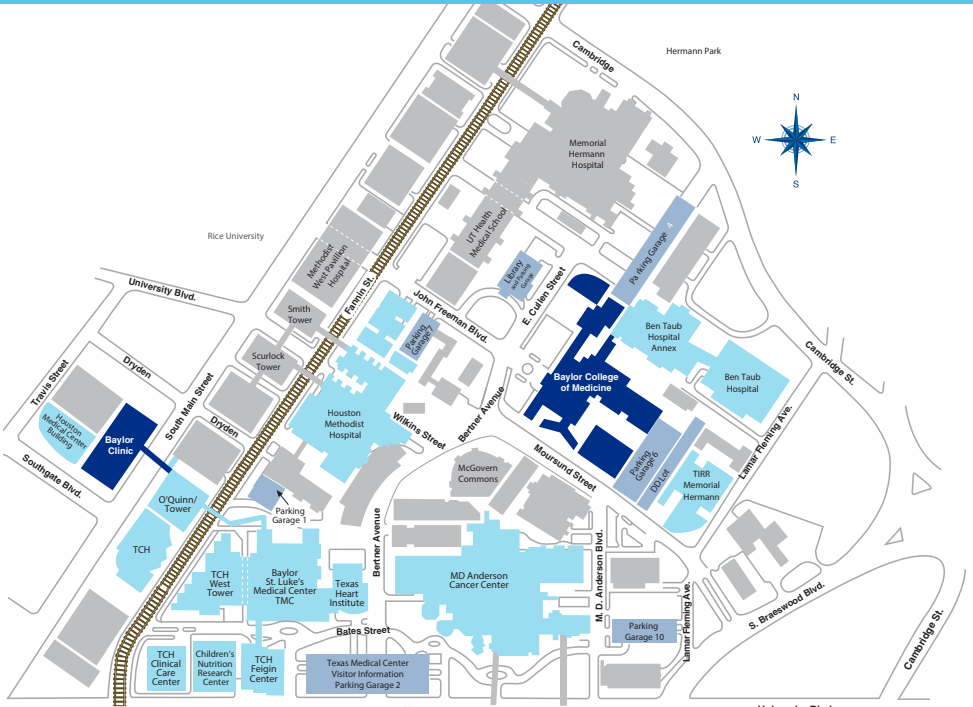 Cambridge
Hermann Park
N
W
E
S
Memorial
Hermann
Hospital
Rice University
UT Health
Medical School
Methodist
West Pavilion
Hospital
Parking Garage 4
Library
and Parking
Garage
University Blvd.
Fannin St.
John Freeman Blvd.
E. Cullen Street
Smith
Tower
Parking
Garage 7
Ben Taub
Hospital
Annex
Scurlock
Tower
Cambridge St.
Travis Street
Dryden
South Main Street
Baylor College
of Medicine
Ben Taub
Hospital
Bertner Avenue
Houston
Medical Center
Building
Baylor
Clinic
Dryden
Houston
Methodist
Hospital
Wilkins Street
Lamar Fleming Ave.
Southgate Blvd.
Moursund Street
McGovern
Commons
Parking
Garage 6
DD Lot
TIRR
Memorial
Hermann
O'Quinn/
Tower
Parking
Garage 1
TCH
Bertner Avenue
M. D. Anderson Blvd.
TCH
West
Tower
Baylor
St. Luke's
Medical Center
TMC
Texas
Heart
Institute
MD Anderson
Cancer Center
Lamar Fleming Ave.
S. Braeswood Blvd.
Cambridge St.
Bates Street
Parking
Garage 10
TCH
Clinical
Care
Center
Children's
Nutrition
Research
Center
TCH
Feigin
Center
Texas Medical Center
Visitor Information
Parking Garage 2